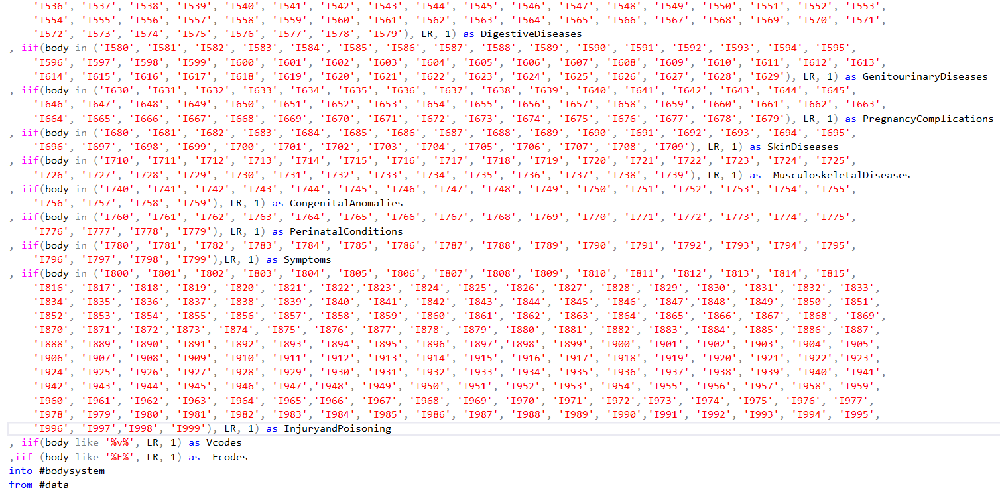 'I536', 'I537', 'I538', 'I539', 'I540', 'I541', 'I542', 'I543', 'I544', 'I545', 'I546', 'I547', 'I548', 'I549', 'I550', 'I551', 'I552', 'I553',
'I554', 'I555', 'I556', 'I557', 'I558', 'I559', 'I560', 'I561', 'I562', 'I563', 'I564', 'I565', 'I566', 'I567', 'I568', 'I569', 'I570', 'I571',
'I572', 'I573', 'I574', 'I575', 'I576', 'I577', 'I578', 'I579'), LR, 1) as DigestiveDiseases
, iif(body in ('I580', 'I581', 'I582', 'I583', 'I584', 'I585', 'I586', 'I587', 'I588', 'I589', 'I590', 'I591', 'I592', 'I593', 'I594', 'I595',
'I596', 'I597', 'I598', 'I599', 'I600', 'I601', 'I602', 'I603', 'I604', 'I605', 'I606', 'I607', 'I608', 'I609', 'I610', 'I611', 'I612', 'I613',
'I614', 'I615', 'I616', 'I617', 'I618', 'I619', 'I620', 'I621', 'I622', 'I623', 'I624', 'I625', 'I626', 'I627', 'I628', 'I629'), LR, 1) as GenitourinaryDiseases
, iif(body in ('I630', 'I631', 'I632', 'I633', 'I634', 'I635', 'I636', 'I637', 'I638', 'I639', 'I640', 'I641', 'I642', 'I643', 'I644', 'I645',
'I646', 'I647', 'I648', 'I649', 'I650', 'I651', 'I652', 'I653', 'I654', 'I655', 'I656', 'I657', 'I658', 'I659', 'I660', 'I661', 'I662', 'I663',
'I664', 'I665', 'I666', 'I667', 'I668', 'I669', 'I670', 'I671', 'I672', 'I673', 'I674', 'I675', 'I676', 'I677', 'I678', 'I679'), LR, 1) as PregnancyComplications
, iif(body in ('I680', 'I681', 'I682', 'I683', 'I684', 'I685', 'I686', 'I687', 'I688', 'I689', 'I690', 'I691', 'I692', 'I693', 'I694', 'I695',
'I696', 'I697', 'I698', 'I699', 'I700', 'I701', 'I702', 'I703', 'I704', 'I705', 'I706', 'I707', 'I708', 'I709'), LR, 1) as SkinDiseases
, iif(body in ('I710', 'I711', 'I712', 'I713', 'I714', 'I715', 'I716', 'I717', 'I718', 'I719', 'I720', 'I721', 'I722', 'I723', 'I724', 'I725',
'I726', 'I727', 'I728', 'I729', 'I730', 'I731', 'I732', 'I733', 'I734', 'I735', 'I736', 'I737', 'I738', 'I739'), LR, 1) as  MusculoskeletalDiseases
, iif(body in ('I740', 'I741', 'I742', 'I743', 'I744', 'I745', 'I746', 'I747', 'I748', 'I749', 'I750', 'I751', 'I752', 'I753', 'I754', 'I755',
'I756', 'I757', 'I758', 'I759'), LR, 1) as CongenitalAnomalies
, iif(body in ('I760', 'I761', 'I762', 'I763', 'I764', 'I765', 'I766', 'I767', 'I768', 'I769', 'I770', 'I771', 'I772', 'I773', 'I774', 'I775',
'I776', 'I777', 'I778', 'I779'), LR, 1) as PerinatalConditions
, iif(body in ('I780', 'I781', 'I782', 'I783', 'I784', 'I785', 'I786', 'I787', 'I788', 'I789', 'I790', 'I791', 'I792', 'I793', 'I794', 'I795',
'I796', 'I797', 'I798', 'I799'),LR, 1) as Symptoms
, iif(body in ('I800', 'I801', 'I802', 'I803', 'I804', 'I805', 'I806', 'I807', 'I808', 'I809', 'I810', 'I811', 'I812', 'I813', 'I814', 'I815',
'I816', 'I817', 'I818', 'I819', 'I820', 'I821', 'I822','I823', 'I824', 'I825', 'I826', 'I827', 'I828', 'I829', 'I830', 'I831', 'I832', 'I833',
'I834', 'I835', 'I836', 'I837', 'I838', 'I839', 'I840', 'I841', 'I842', 'I843', 'I844', 'I845', 'I846', 'I847','I848', 'I849', 'I850', 'I851',
'I852', 'I853', 'I854', 'I855', 'I856', 'I857', 'I858', 'I859', 'I860', 'I861', 'I862', 'I863', 'I864', 'I865', 'I866', 'I867', 'I868', 'I869',
'I870', 'I871', 'I872','I873', 'I874', 'I875', 'I876', 'I877', 'I878', 'I879', 'I880', 'I881', 'I882', 'I883', 'I884', 'I885', 'I886', 'I887',
'I888', 'I889', 'I890', 'I891', 'I892', 'I893', 'I894', 'I895', 'I896', 'I897','I898', 'I899', 'I900', 'I901', 'I902', 'I903', 'I904', 'I905',
'I906', 'I907', 'I908', 'I909', 'I910', 'I911', 'I912', 'I913', 'I914', 'I915', 'I916', 'I917', 'I918', 'I919', 'I920', 'I921', 'I922','I923',
'I924', 'I925', 'I926', 'I927', 'I928', 'I929', 'I930', 'I931', 'I932', 'I933', 'I934', 'I935', 'I936', 'I937', 'I938', 'I939', 'I940', 'I941',
'I942', 'I943', 'I944', 'I945', 'I946', 'I947','I948', 'I949', 'I950', 'I951', 'I952', 'I953', 'I954', 'I955', 'I956', 'I957', 'I958', 'I959',
'I960', 'I961', 'I962', 'I963', 'I964', 'I965','I966', 'I967', 'I968', 'I969', 'I970', 'I971', 'I972','I973', 'I974', 'I975', 'I976', 'I977',
'I978', 'I979', 'I980', 'I981', 'I982', 'I983', 'I984', 'I985', 'I986', 'I987', 'I988', 'I989', 'I990','I991', 'I992', 'I993', 'I994', 'I995',
'I996', 'I997','I998', 'I999'), LR, 1) as InjuryandPoisoning
, iif(body like '%v%', LR, 1) as Vcodes
,iif (body like '%E%', LR, 1) as  Ecodes
into #bodysystem
from #data